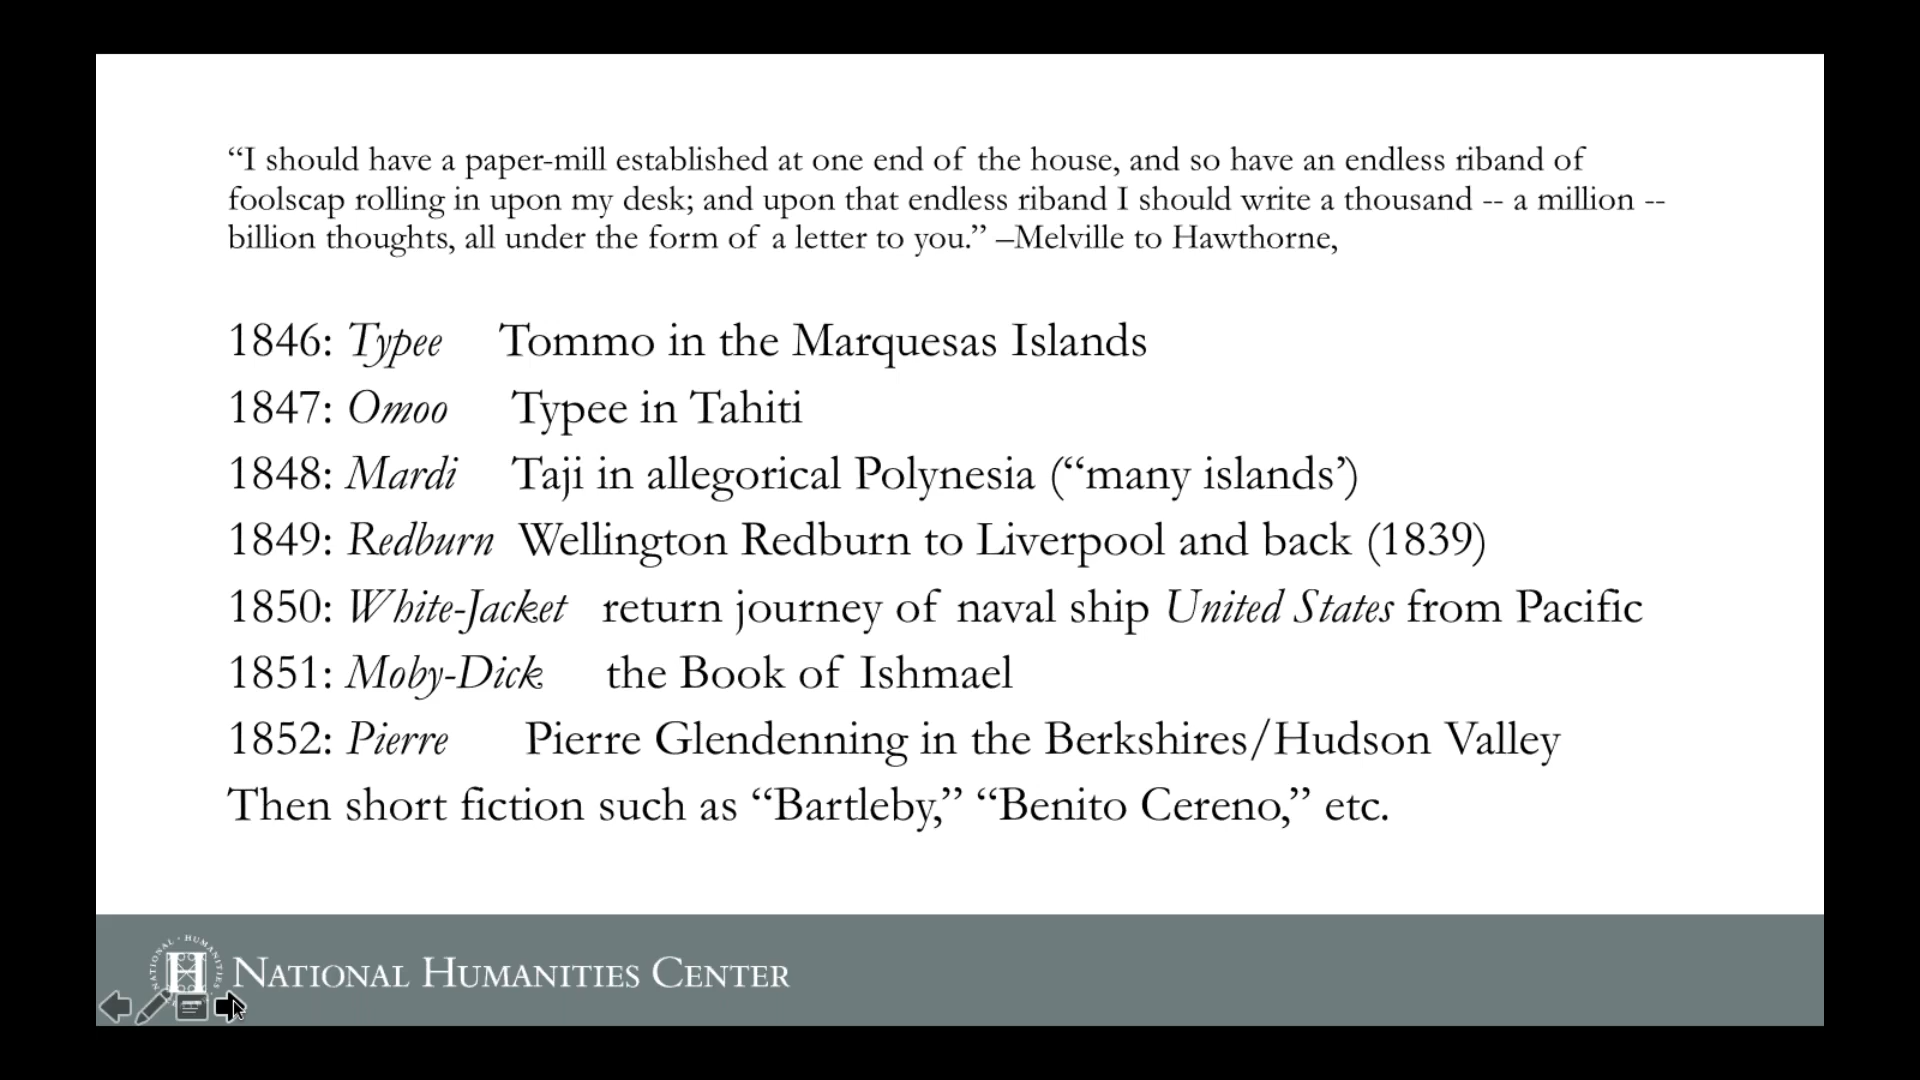 “I should have a paper-mill established at one end of the house, and so have an endless riband of
foolscap rolling in upon my desk; and upon that endless riband I should write a thousand -- a million --
billion thoughts, all under the form of a letter to you.” –Melville to Hawthorne,
1846: Typee Tommo in the Marquesas Islands
1847: Omoo Typee in Tahiti
1848: Mardi Taji in allegorical Polynesia (“many islands’)
1849: Redburn Wellington Redburn to Liverpool and back (1839)
1850: White-Jacket return journey of naval ship United States from Pacific
1851: Moby-Dick the Book of Ishmael
1852: Pierre Pierre Glendenning in the Berkshires/Hudson Valley
Then short fiction such as “Bartleby,” “Benito Cereno,” etc.
NATIONAL HUMANITIES
H
NATIONAL HUMANITIES CENTER